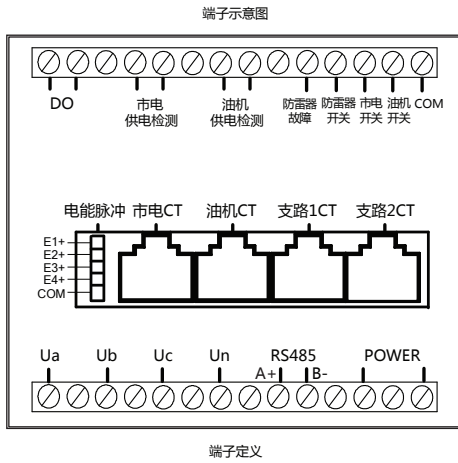 端子示意图
DO
市电
供电检测
油机
供电检测
防雷器
故障
防雷器
开关
市电
开关
油机
开关
COM
电能脉冲 市电CT 油机CT 支路1CT 支路2CT
E1+
E2+
E3+
E4+
COM
Ua Ub Uc Un RS485 POWER
A+ B-
端子定义